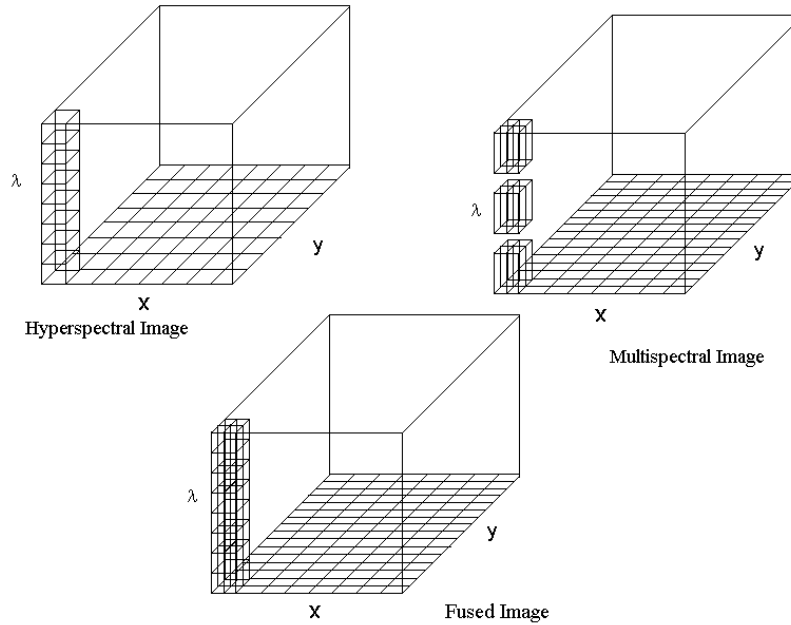 λ
y
x
Hyperspectral Image
λ
y
x
Multispectral Image
λ
y
x
Fused Image